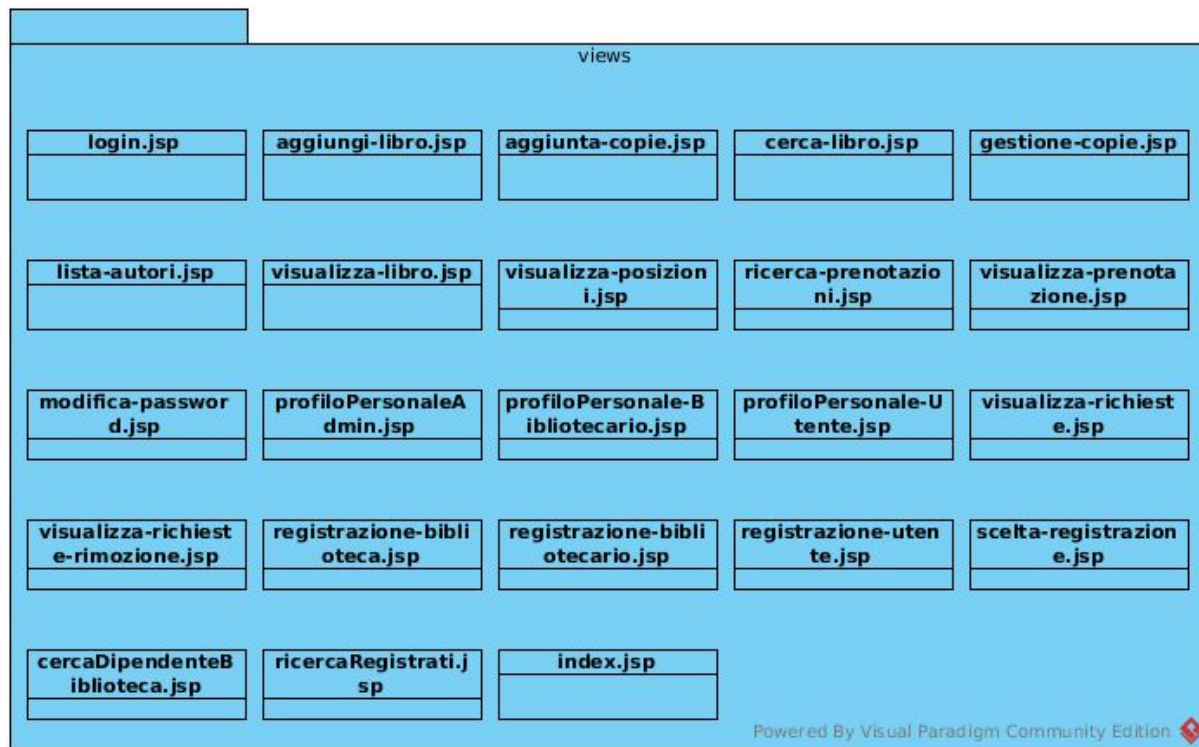 views
login.jsp
aggiungi-libro.jsp
aggiunta-copie.jsp
cerca-libro.jsp
gestione-copie.jsp
lista-autori.jsp
visualizza-libro.jsp
visualizza-posizion
i.jsp
ricerca-prenotazio
ni.jsp
visualizza-prenota
zione.jsp
modifica-passwor
d.jsp
profiloPersonaleA
dmin.jsp
profiloPersonale-B
ibliotecario.jsp
profiloPersonale-U
tente.jsp
visualizza-richiest
e.jsp
visualizza-richiest
e-rimozione.jsp
registrazione-bibli
oteca.jsp
registrazione-bibli
otecario.jsp
registrazione-uten
te.jsp
scelta-registrazion
e.jsp
cercaDipendenteB
iblioteca.jsp
ricercaRegistrati.j
sp
index.jsp
Powered By Visual Paradigm Community Edition